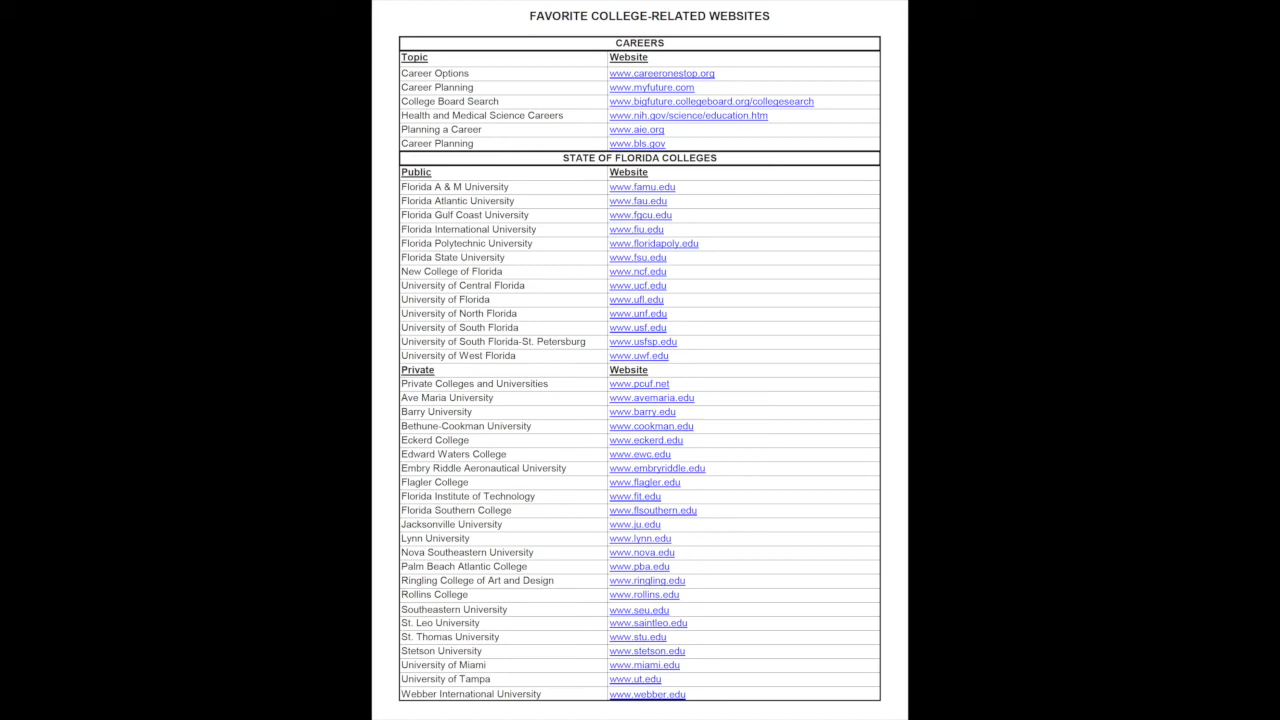 FAVORITE COLLEGE-RELATED WEBSITES
CAREERS
Topic Website
Career Options www.careeronestop.org
Career Planning www.myfuture.com
College Board Search www.bigfuture.collegeboard.org/collegesearch
Health and Medical Science Careers www.nih.gov/science/education.htm
Planning a Career www.aie.org
Career Planning www.bls.gov
STATE OF FLORIDA COLLEGES
Public Website
Florida A & M University www.famu.edu
Florida Atlantic University www.fau.edu
Florida Gulf Coast University www.fgcu.edu
Florida International University www.fiu.edu
Florida Polytechnic University www.floridapoly.edu
Florida State University www.fsu.edu
New College of Florida www.ncf.edu
University of Central Florida www.ucf.edu
University of Florida www.ufl.edu
University of North Florida www.unf.edu
University of South Florida www.usf.edu
University of South Florida-St. Petersburg www.usfsp.edu
University of West Florida www.uwf.edu
Private Website
Private Colleges and Universities www.pcuf.net
Ave Maria University www.avemaria.edu
Barry University www.barry.edu
Bethune-Cookman University www.cookman.edu
Eckerd College www.eckerd.edu
Edward Waters College www.ewc.edu
Embry Riddle Aeronautical University www.embryriddle.edu
Flagler College www.flagler.edu
Florida Institute of Technology www.fit.edu
Florida Southern College www.flsouthern.edu
Jacksonville University www.ju.edu
Lynn University www.lynn.edu
Nova Southeastern University www.nova.edu
Palm Beach Atlantic College www.pba.edu
Ringling College of Art and Design www.ringling.edu
Rollins College www.rollins.edu
Southeastern University www.seu.edu
St. Leo University www.saintleo.edu
St. Thomas University www.stu.edu
Stetson University www.stetson.edu
University of Miami www.miami.edu
University of Tampa www.ut.edu
Webber International University www.webber.edu